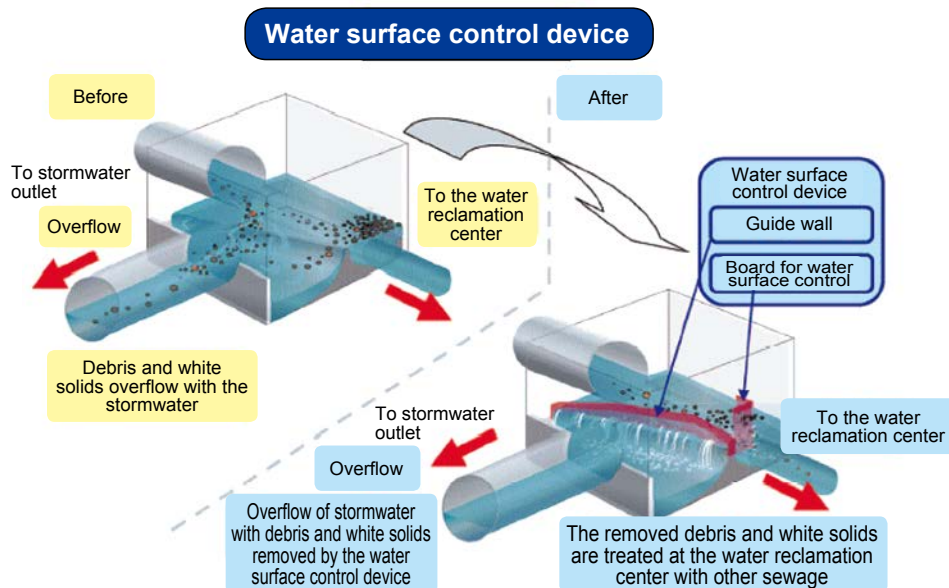 Water surface control device
Before
After
To stormwater
outlet
Overflow
To the water
reclamation
center
Debris and white
solids overflow with the
stormwater
Water surface
control device
Guide wall
Board for water
surface control
To stormwater
outlet
Overflow
Overflow of stormwater
with debris and white solids
removed by the water
surface control device
To the water
reclamation center
The removed debris and white solids
are treated at the water reclamation
center with other sewage